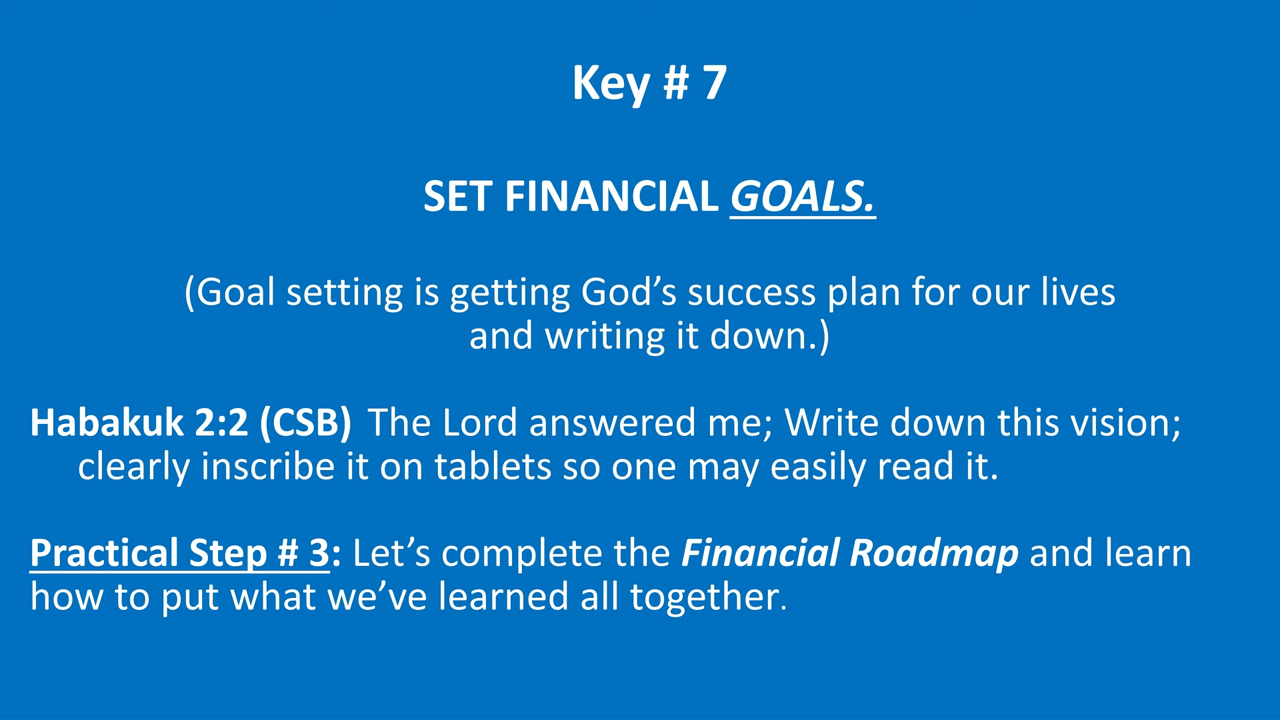 Key # 7
SET FINANCIAL GOALS.
(Goal setting is getting God’s success plan for our lives
and writing it down.)
Habakuk 2:2 (CSB) The Lord answered me; Write down this vision;
clearly inscribe it on tablets so one may easily read it.
Practical Step # 3: Let’s complete the Financial Roadmap and learn
how to put what we’ve learned all together.